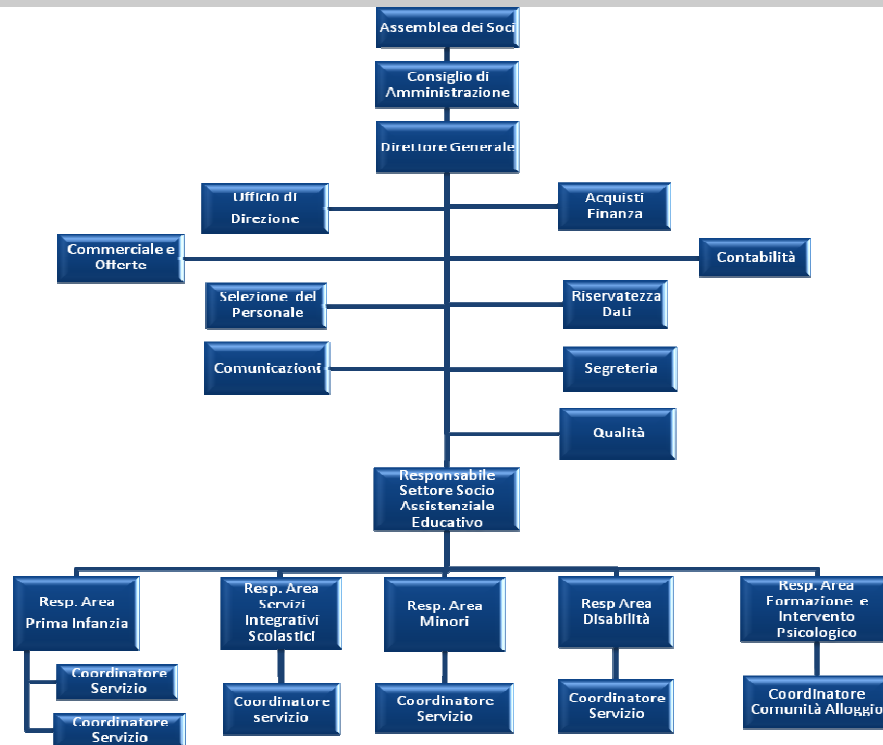 Assemblea dei Soci
Consiglio di
Amministrazione
Direttore Generale
Ufficio di
Direzione
Acquisti
Finanza
Commerciale e
Offerte
Contabilità
Selezione del
Personale
Riservatezza
Dati
Comunicazioni
Segreteria
Qualità
Responsabile
Settore Socio
Assistenziale
Educativo
Resp. Area
Prima Infanzia
Resp. Area
Servizi
Integrativi
Scolastici
Resp. Area
Minori
Resp Area
Disabilità
Resp. Area
Formazione e
Intervento
Psicologico
Coordinatore
Servizio
Coordinatore
Servizio
Coordinatore
servizio
Coordinatore
Servizio
Coordinatore
Servizio
Coordinatore
Comunità Alloggio